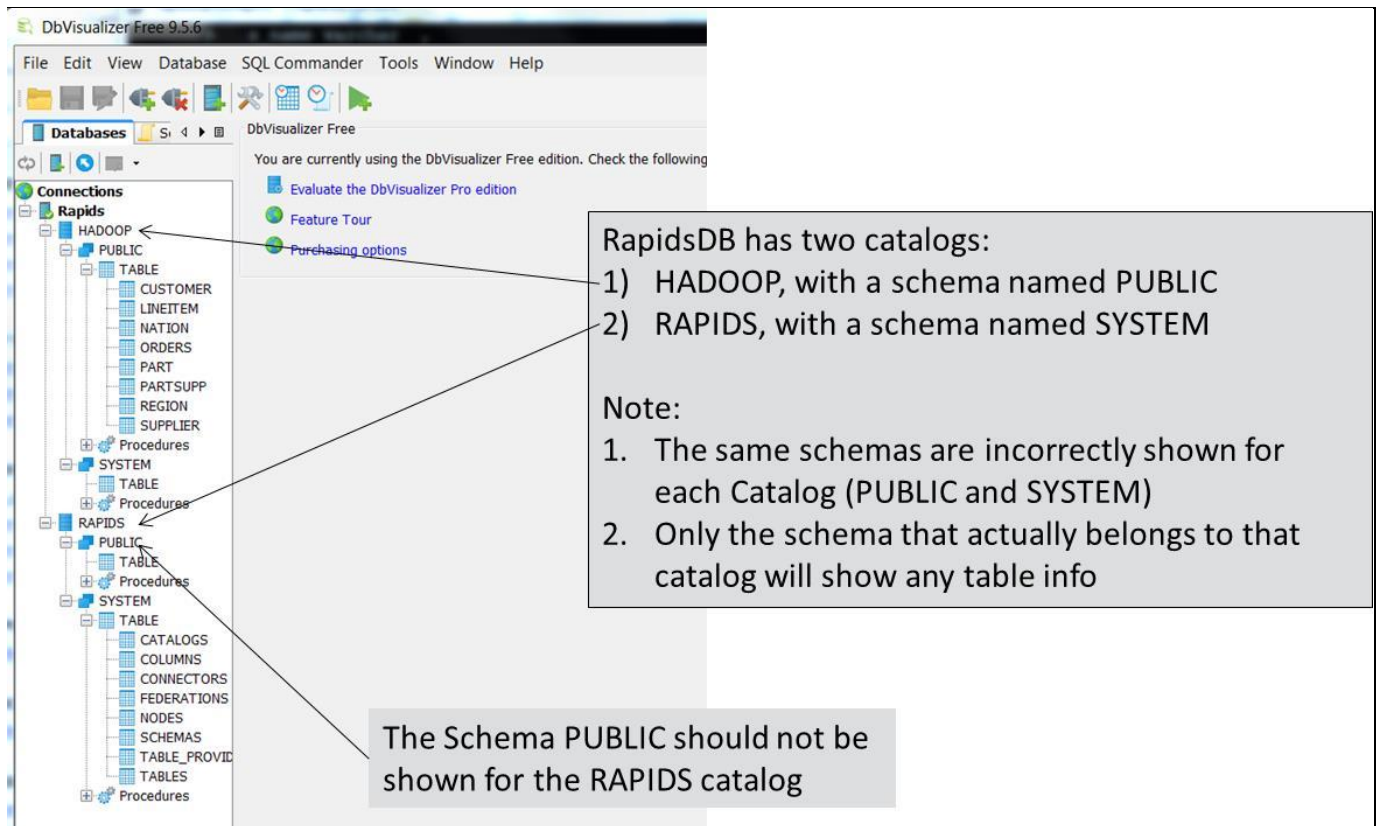 DbVisualizer Free 9.5.6
File Edit View Database SQL Commander Tools Window Help
Databases
DbVisualizer Free
You are currently using the DbVisualizer Free edition. Check the following
Evaluate the DbVisualizer Pro edition
Feature Tour
Purchasing options
Connections
Rapids
HADOOP
PUBLIC
TABLE
CUSTOMER
LINEITEM
NATION
ORDERS
PART
PARTSUPP
REGION
SUPPLIER
Procedures
SYSTEM
TABLE
Procedures
RAPIDS
PUBLIC
TABLE
Procedures
SYSTEM
TABLE
CATALOGS
COLUMNS
CONNECTORS
FEDERATIONS
NODES
SCHEMAS
TABLE_PROVID
TABLES
Procedures
RapidsDB has two catalogs:
1) HADOOP, with a schema named PUBLIC
2) RAPIDS, with a schema named SYSTEM
Note:
1. The same schemas are incorrectly shown for
each Catalog (PUBLIC and SYSTEM)
2. Only the schema that actually belongs to that
catalog will show any table info
The Schema PUBLIC should not be
shown for the RAPIDS catalog